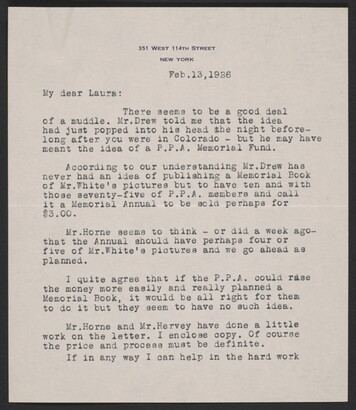 351 WEST 114TH STREET
NEW YORK
Feb.13,1926
My dear Laura:
There seems to be a good deal
of a muddle. Mr.Drew told me that the idea
had just popped into his head the night before-
long after you were in Colorado - but he may have
meant the idea of a P.P.A. Memorial Fund.
According to our understanding Mr.Drew has
never had an idea of publishing a Memorial Book
of Mr.White's pictures but to have ten and with
those seventy-five of P.P.A. members and call
it a Memorial Annual to be sold perhaps for
$3.00.
Mr.Horne seems to think - or did a week ago-
that the Annual should have perhaps four or
five of Mr.White's pictures and we go ahead as
planned.
I quite agree that if the P.P.A. could raise
the money more easily and really planned a
Memorial Book, it would be all right for them
to do it but they seem to have no such idea.
Mr.Horne and Mr.Hervey have done a little
work on the letter. I enclose copy. Of course
the price and process must be definite.
If in any way I can help in the hard work